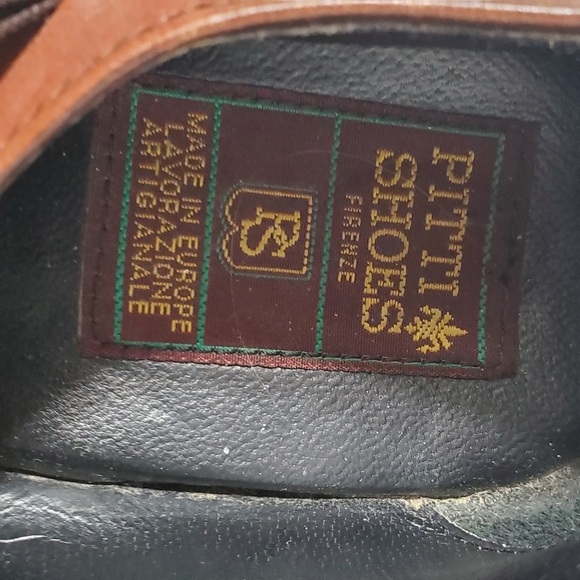 PITTI
SHOES
FIRENZE
PS
MADE IN EUROPE
LAVORAZIONE
ARTIGIANALE